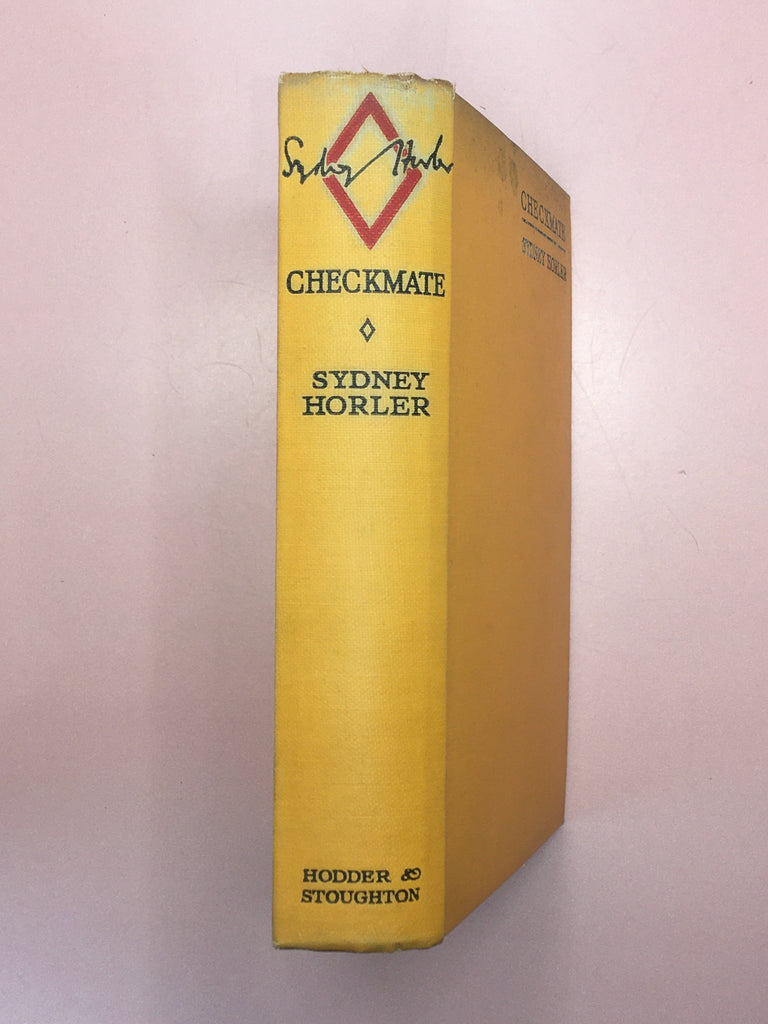 Sydney Horler
CHECKMATE
SYDNEY
HORLER
HODDER &
STOUGHTON
CHECKMATE
SYDNEY HORLER